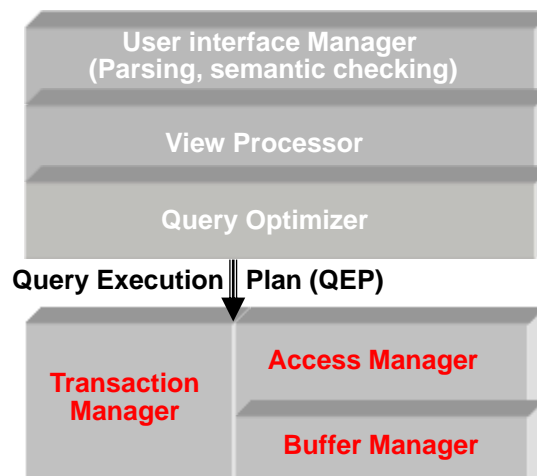 User interface Manager
(Parsing, semantic checking)
View Processor
Query Optimizer
Query Execution Plan (QEP)
Transaction
Manager
Access Manager
Buffer Manager